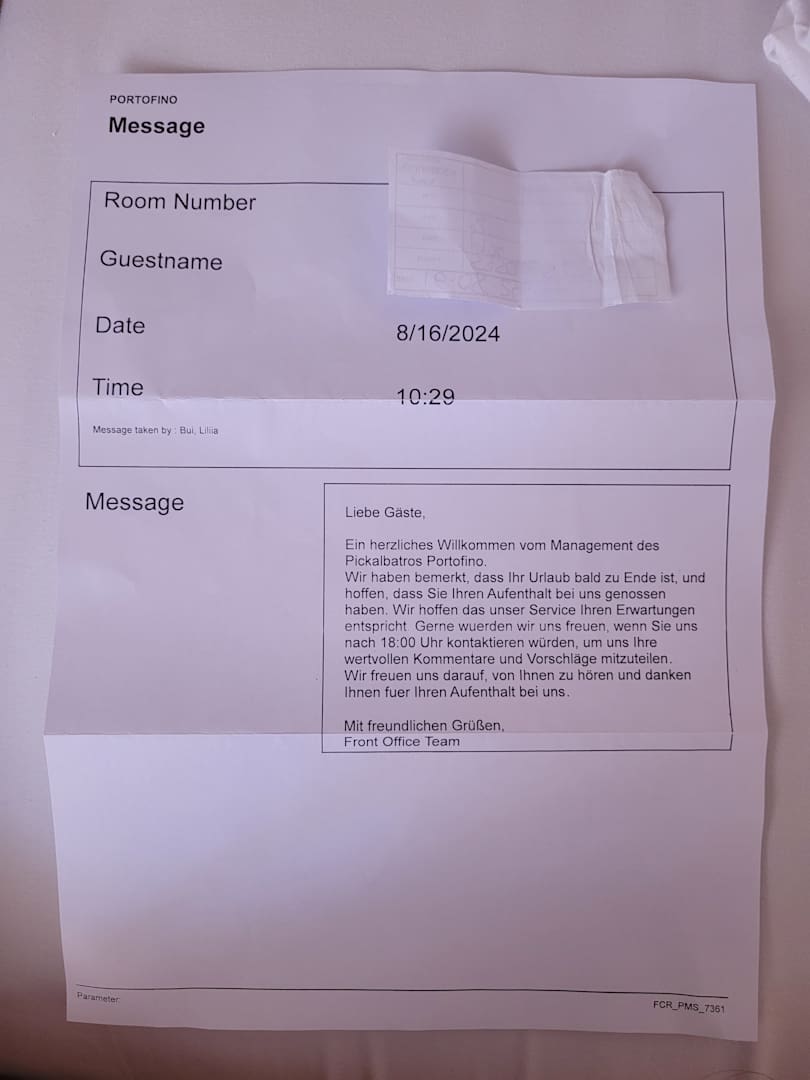 PORTOFINO
Message
Room Number
Guestname
Date 8/16/2024
Time 10:29
Message taken by : Bui, Liliia
Message
Liebe Gäste,
Ein herzliches Willkommen vom Management des
Pickalbatros Portofino.
Wir haben bemerkt, dass Ihr Urlaub bald zu Ende ist, und
hoffen, dass Sie Ihren Aufenthalt bei uns genossen
haben. Wir hoffen das unser Service Ihren Erwartungen
entspricht Gerne wuerden wir uns freuen, wenn Sie uns
nach 18:00 Uhr kontaktieren würden, um uns Ihre
wertvollen Kommentare und Vorschläge mitzuteilen.
Wir freuen uns darauf, von Ihnen zu hören und danken
Ihnen fuer Ihren Aufenthalt bei uns.
Mit freundlichen Grüßen,
Front Office Team
Parameter:
FCR_PMS_7361